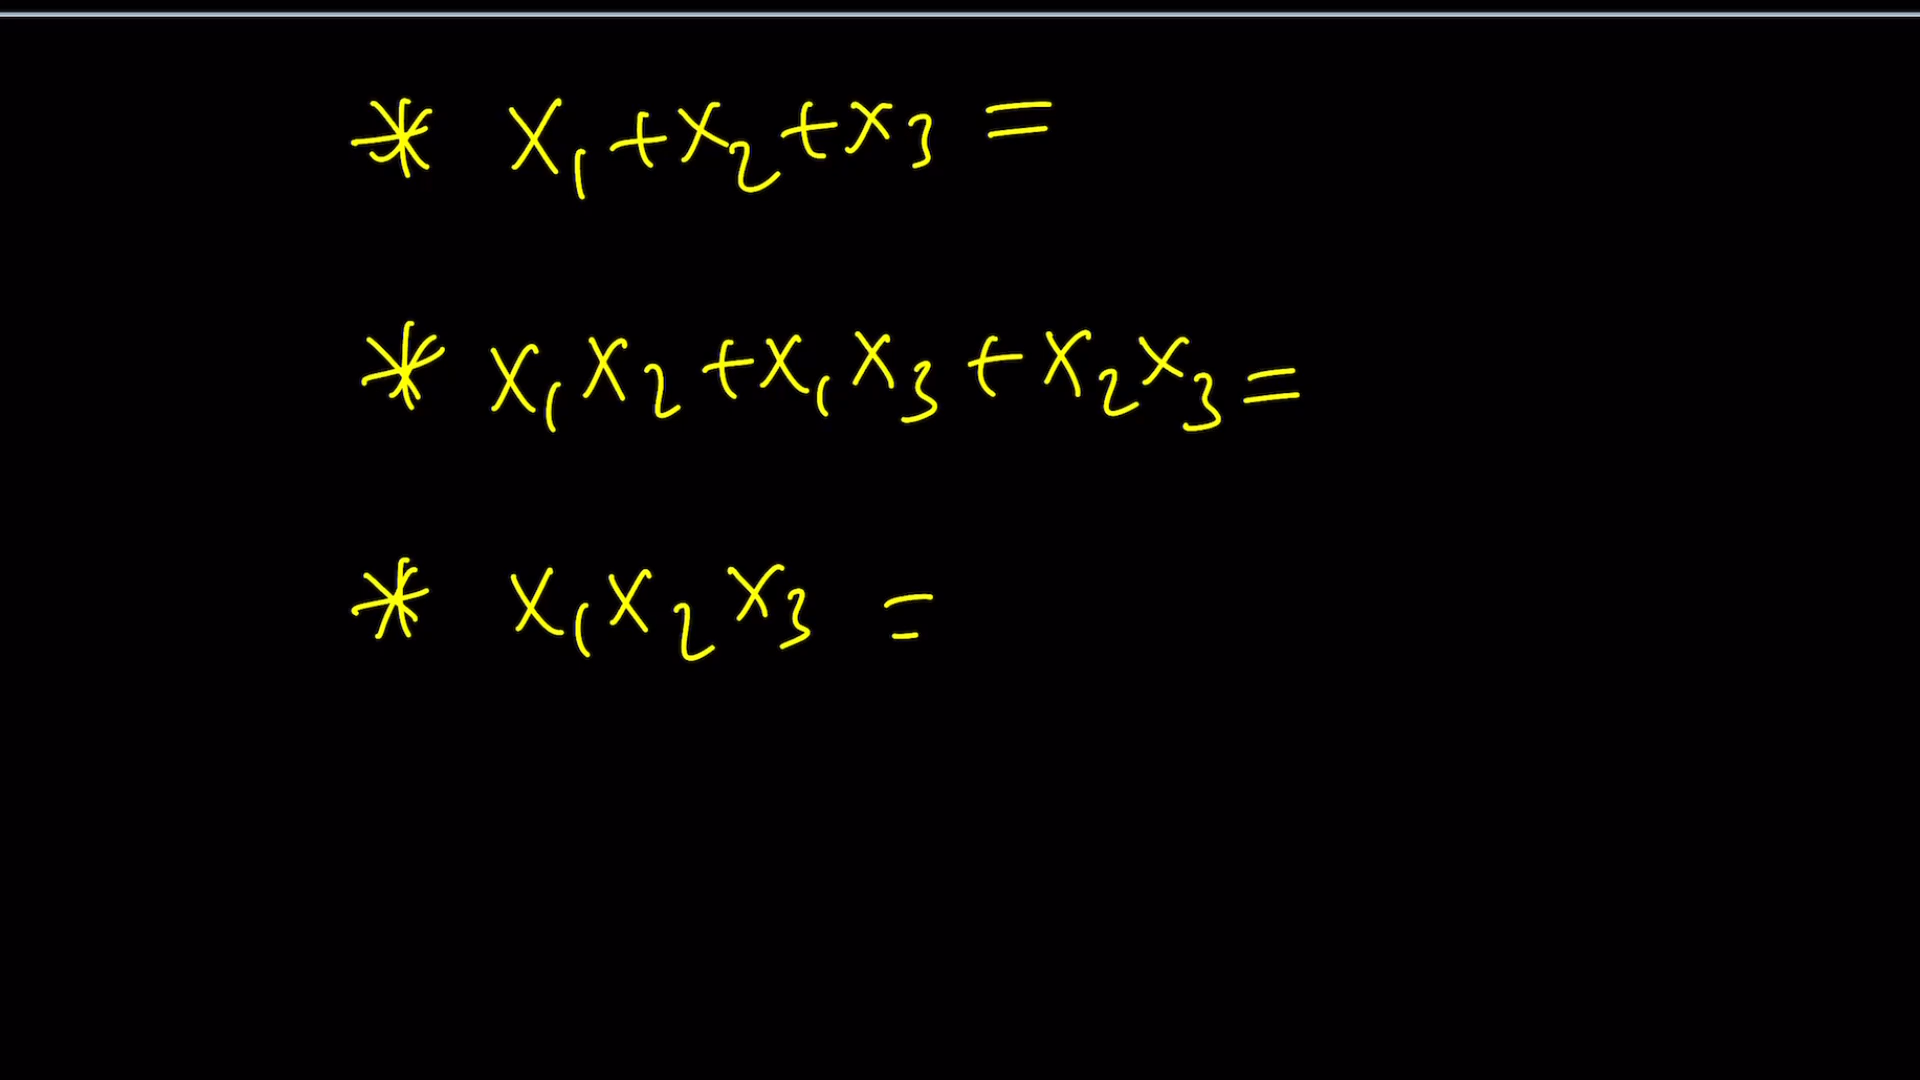 * x₁+x₂+x₃ =
* x₁x₂+x₁x₃+x₂x₃=
* x₁x₂x₃ =